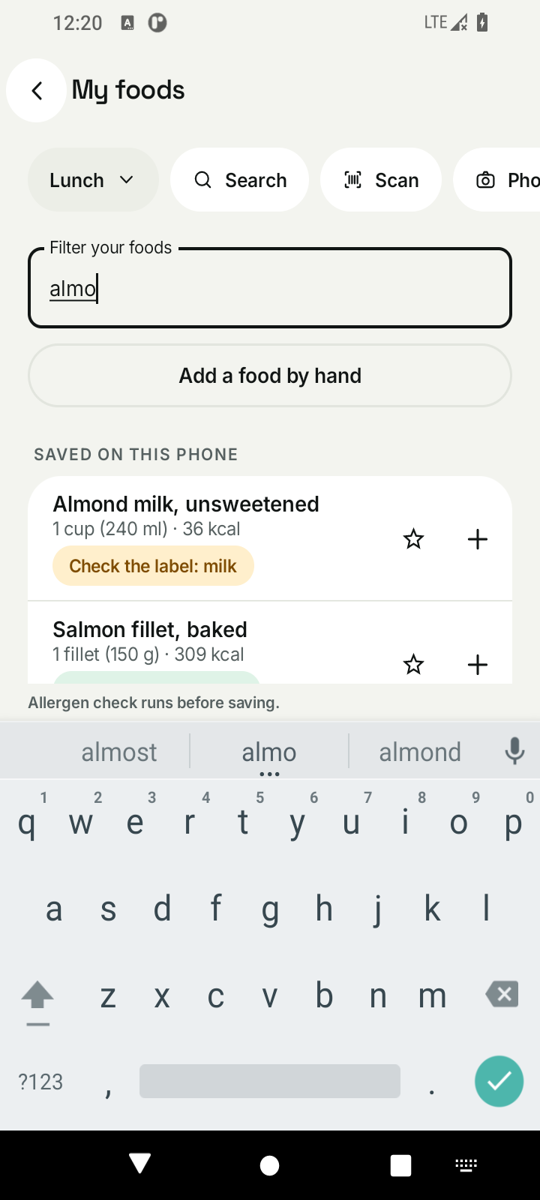 12:20
LTE
My foods
Lunch
Search
Scan
Pho
Filter your foods
almo
Add a food by hand
SAVED ON THIS PHONE
Almond milk, unsweetened
1 cup (240 ml) · 36 kcal
Check the label: milk
Salmon fillet, baked
1 fillet (150 g) · 309 kcal
Allergen check runs before saving.
almost almo almond
1 2 3 4 5 6 7 8 9 0
q w e r t y u i o p
a s d f g h j k l
z x c v b n m
?123 , .